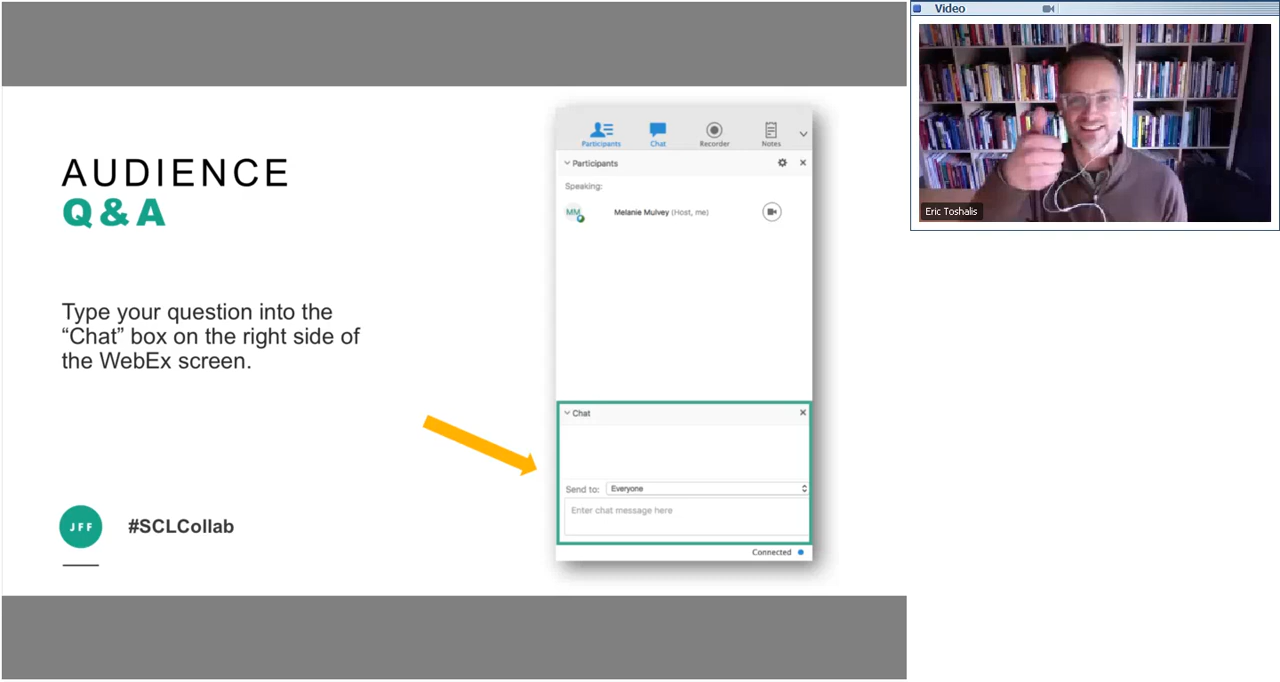 AUDIENCE
Q & A
Type your question into the
“Chat” box on the right side of
the WebEx screen.
JFF
#SCLCollab
Participants
Chat
Recorder
Notes
Participants
Speaking:
MM
Melanie Mulvey (Host, me)
Chat
Send to:
Everyone
Enter chat message here
Connected
Video
Eric Toshalis